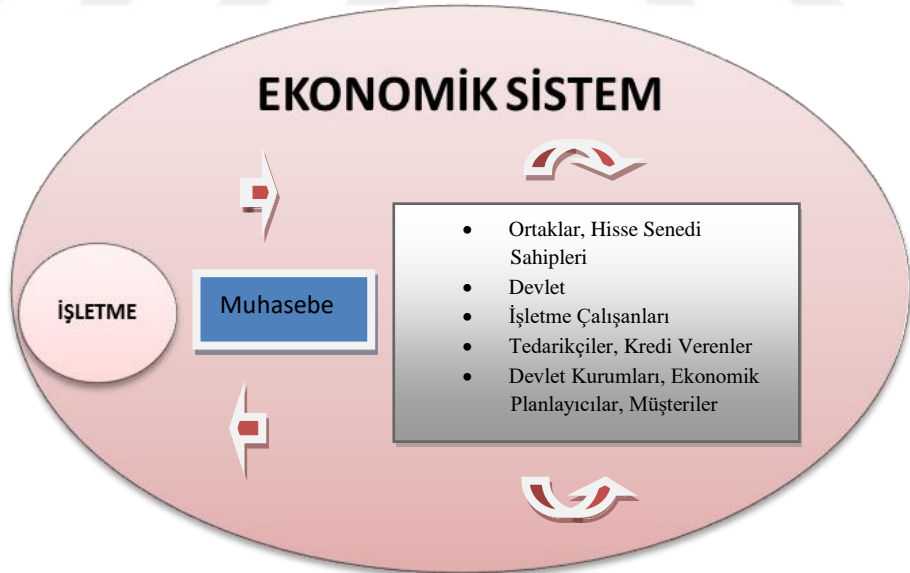 EKONOMİK SİSTEM
İŞLETME
Muhasebe
• Ortaklar, Hisse Senedi
Sahipleri
• Devlet
• İşletme Çalışanları
• Tedarikçiler, Kredi Verenler
• Devlet Kurumları, Ekonomik
Planlayıcılar, Müşteriler